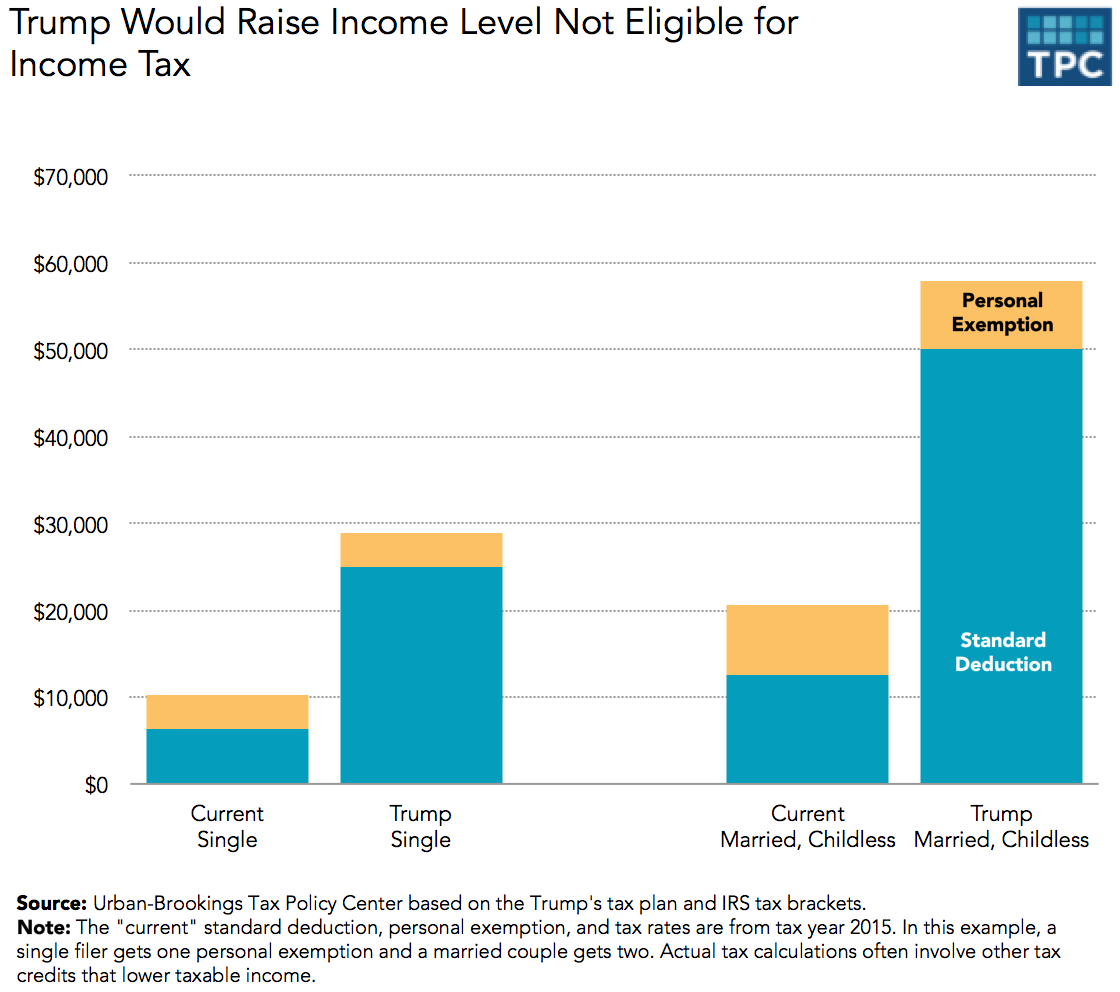 Trump Would Raise Income Level Not Eligible for
Income Tax
TPC
$70,000
$60,000
$50,000
$40,000
$30,000
$20,000
$10,000
$0
Personal
Exemption
Standard
Deduction
Current
Single
Trump
Single
Current
Married, Childless
Trump
Married, Childless
Source: Urban-Brookings Tax Policy Center based on the Trump's tax plan and IRS tax brackets.
Note: The "current" standard deduction, personal exemption, and tax rates are from tax year 2015. In this example, a
single filer gets one personal exemption and a married couple gets two. Actual tax calculations often involve other tax
credits that lower taxable income.